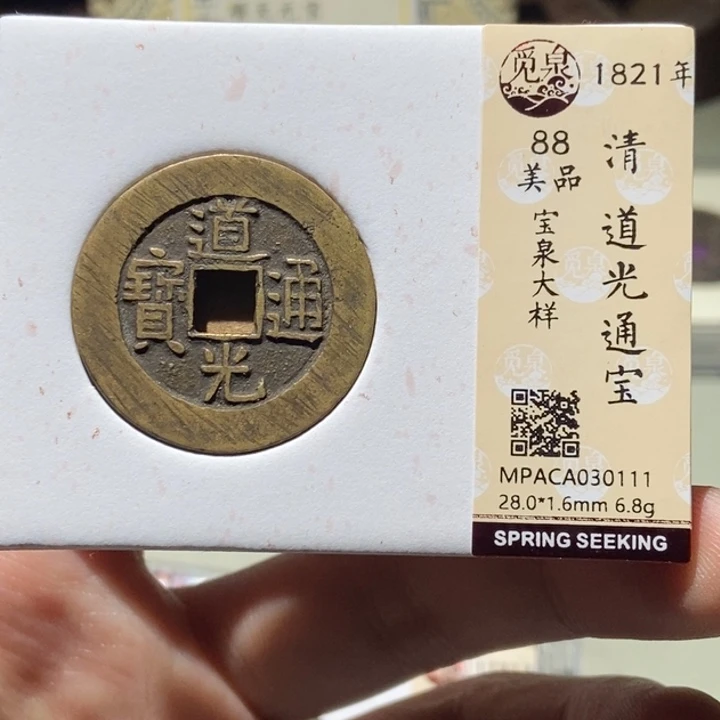 道
光
通
寶
觅泉
1821年
88
美品
宝泉大样
清 道光通宝
MPACA030111
28.0*1.6mm 6.8g
SPRING SEEKING